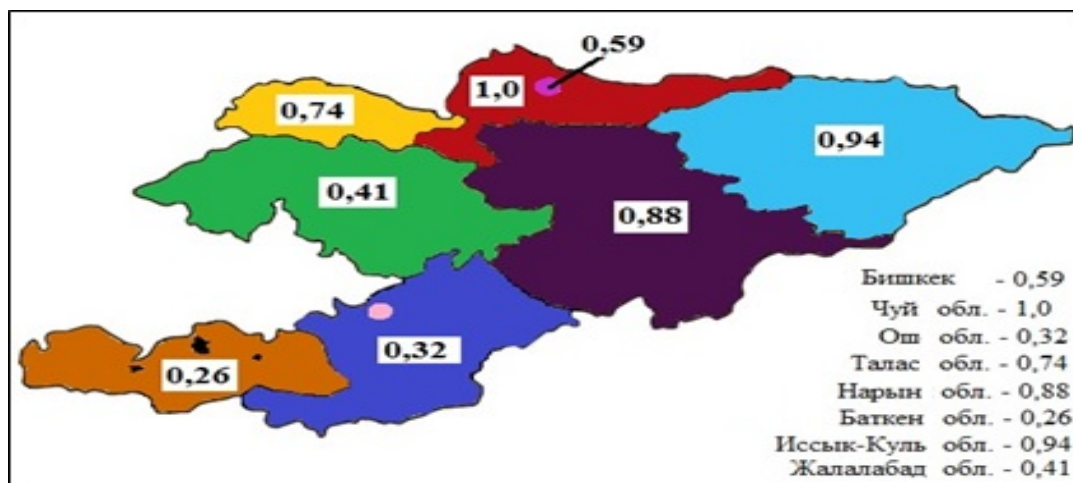 0,59
1,0
0,74
0,94
0,41
0,88
0,32
0,26
Бишкек - 0,59
Чуй обл. - 1,0
Ош обл. - 0,32
Талас обл. - 0,74
Нарын обл. - 0,88
Баткен обл. - 0,26
Иссык-Куль обл. - 0,94
Жалалабад обл. - 0,41